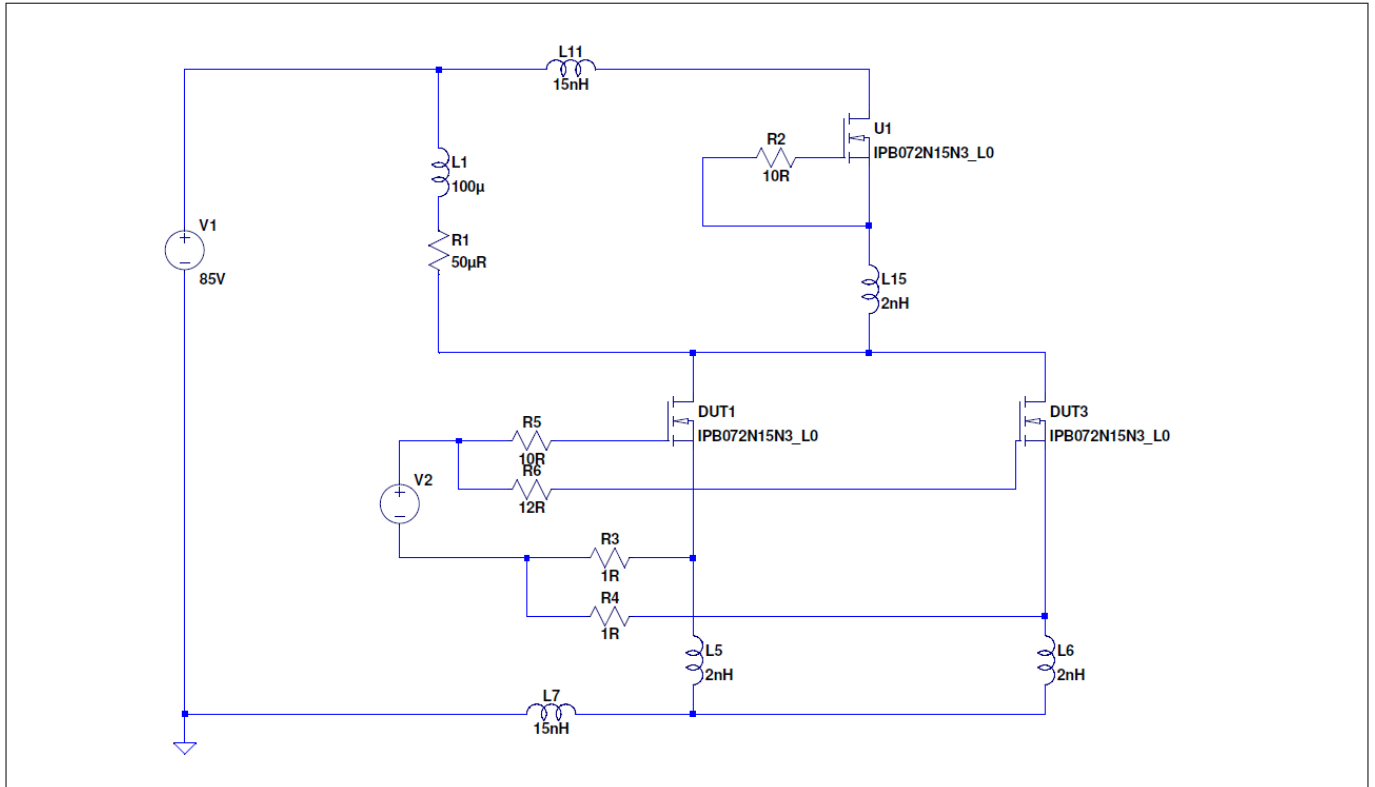 L11
15nH
U1
IPB072N15N3_L0
R2
10R
L1
100µ
V1
85V
R1
50µR
L15
2nH
DUT1
IPB072N15N3_L0
DUT3
IPB072N15N3_L0
R5
10R
R6
12R
V2
R3
1R
R4
1R
L5
2nH
L6
2nH
L7
15nH